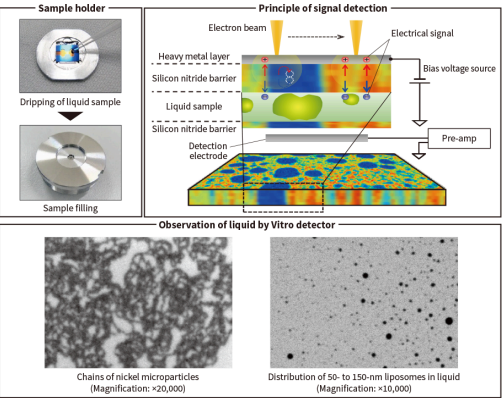 Sample holder
Dripping of liquid sample
Sample filling
Principle of signal detection
Electron beam
Electrical signal
Heavy metal layer
Bias voltage source
Silicon nitride barrier
Liquid sample
Silicon nitride barrier
Detection
electrode
Pre-amp
Observation of liquid by Vitro detector
Chains of nickel microparticles
(Magnification: ×20,000)
Distribution of 50- to 150-nm liposomes in liquid
(Magnification: ×10,000)